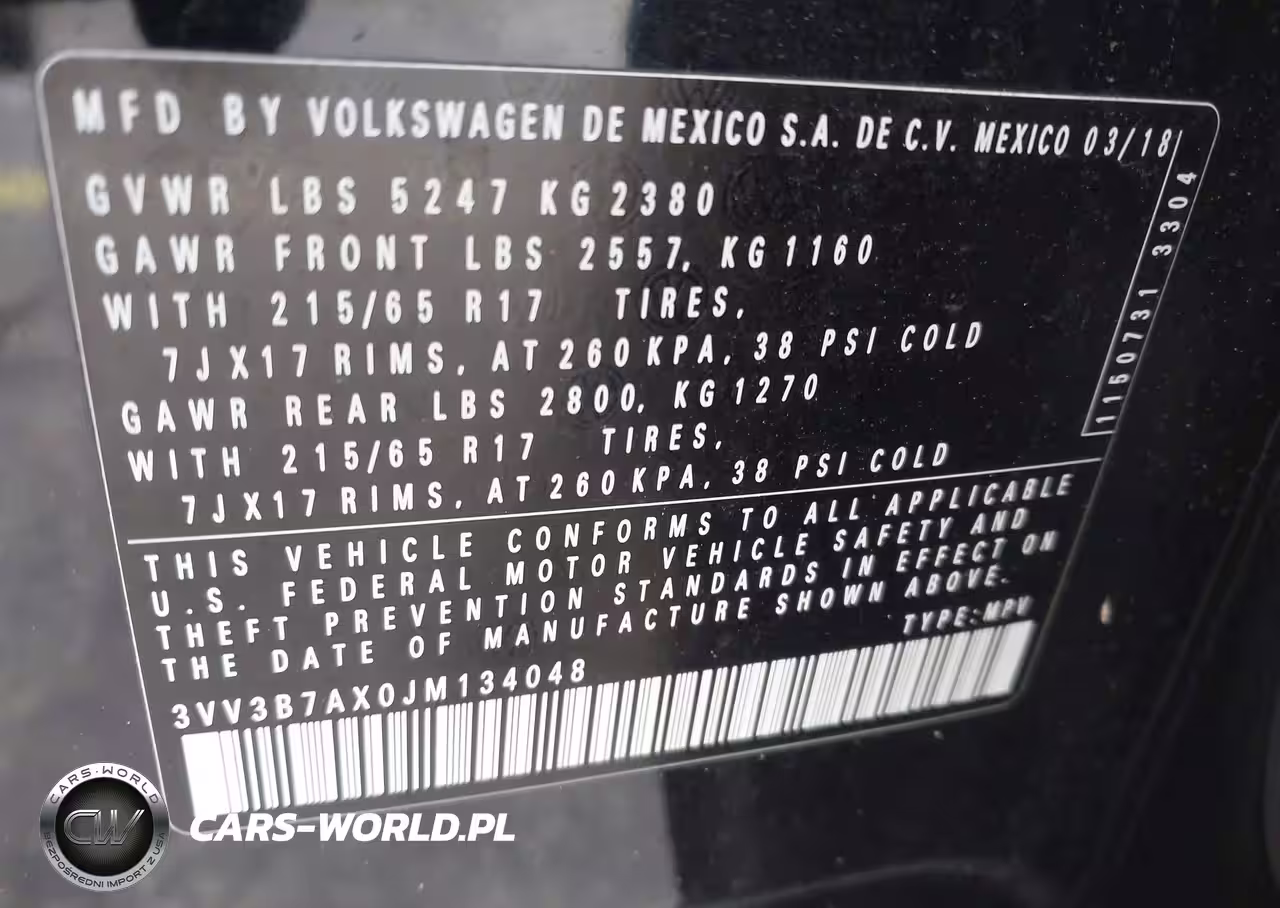 MFD BY VOLKSWAGEN DE MEXICO S.A. DE C.V. MEXICO 03/18
GVWR LBS 5247 KG 2380
GAWR FRONT LBS 2557, KG 1160
WITH 215/65 R17 TIRES,
7JX17 RIMS, AT 260 KPA, 38 PSI COLD
GAWR REAR LBS 2800, KG 1270
WITH 215/65 R17 TIRES,
7JX17 RIMS, AT 260 KPA, 38 PSI COLD
1150731 3304
THIS VEHICLE CONFORMS TO ALL APPLICABLE
U.S. FEDERAL MOTOR VEHICLE SAFETY AND
THEFT PREVENTION STANDARDS IN EFFECT ON
THE DATE OF MANUFACTURE SHOWN ABOVE.
TYPE: MPV
3VV3B7AX0JM134048
CARS-WORLD
CW
BEZPOŚREDNI IMPORT Z USA
CARS-WORLD.PL